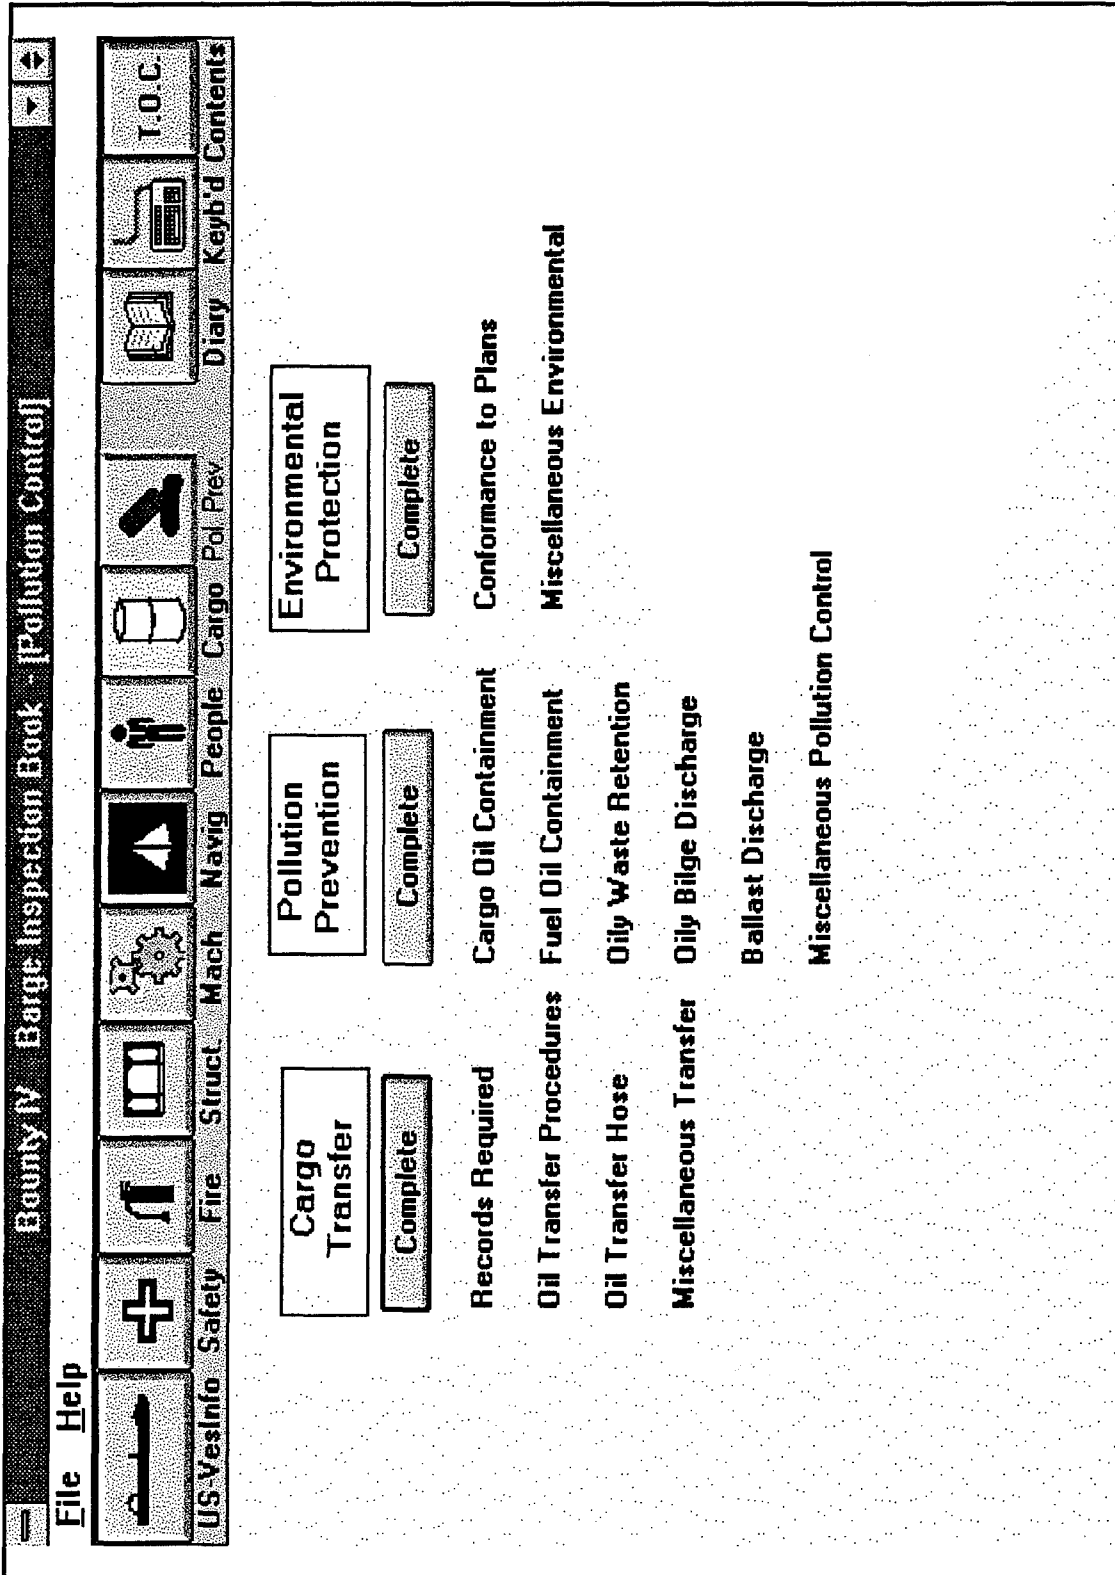 Bounty IV - Barge Inspection Book - [Pollution Control]
File Help
T.O.C.
US-VesInfo Safety Fire Struct. Mach Navig People Cargo Pol Prev. Diary Keyb'd Contents
Cargo
Transfer
Complete
Records Required
Oil Transfer Procedures
Oil Transfer Hose
Miscellaneous Transfer
Pollution
Prevention
Complete
Cargo Oil Containment
Fuel Oil Containment
Oily Waste Retention
Oily Bilge Discharge
Ballast Discharge
Miscellaneous Pollution Control
Environmental
Protection
Complete
Conformance to Plans
Miscellaneous Environmental